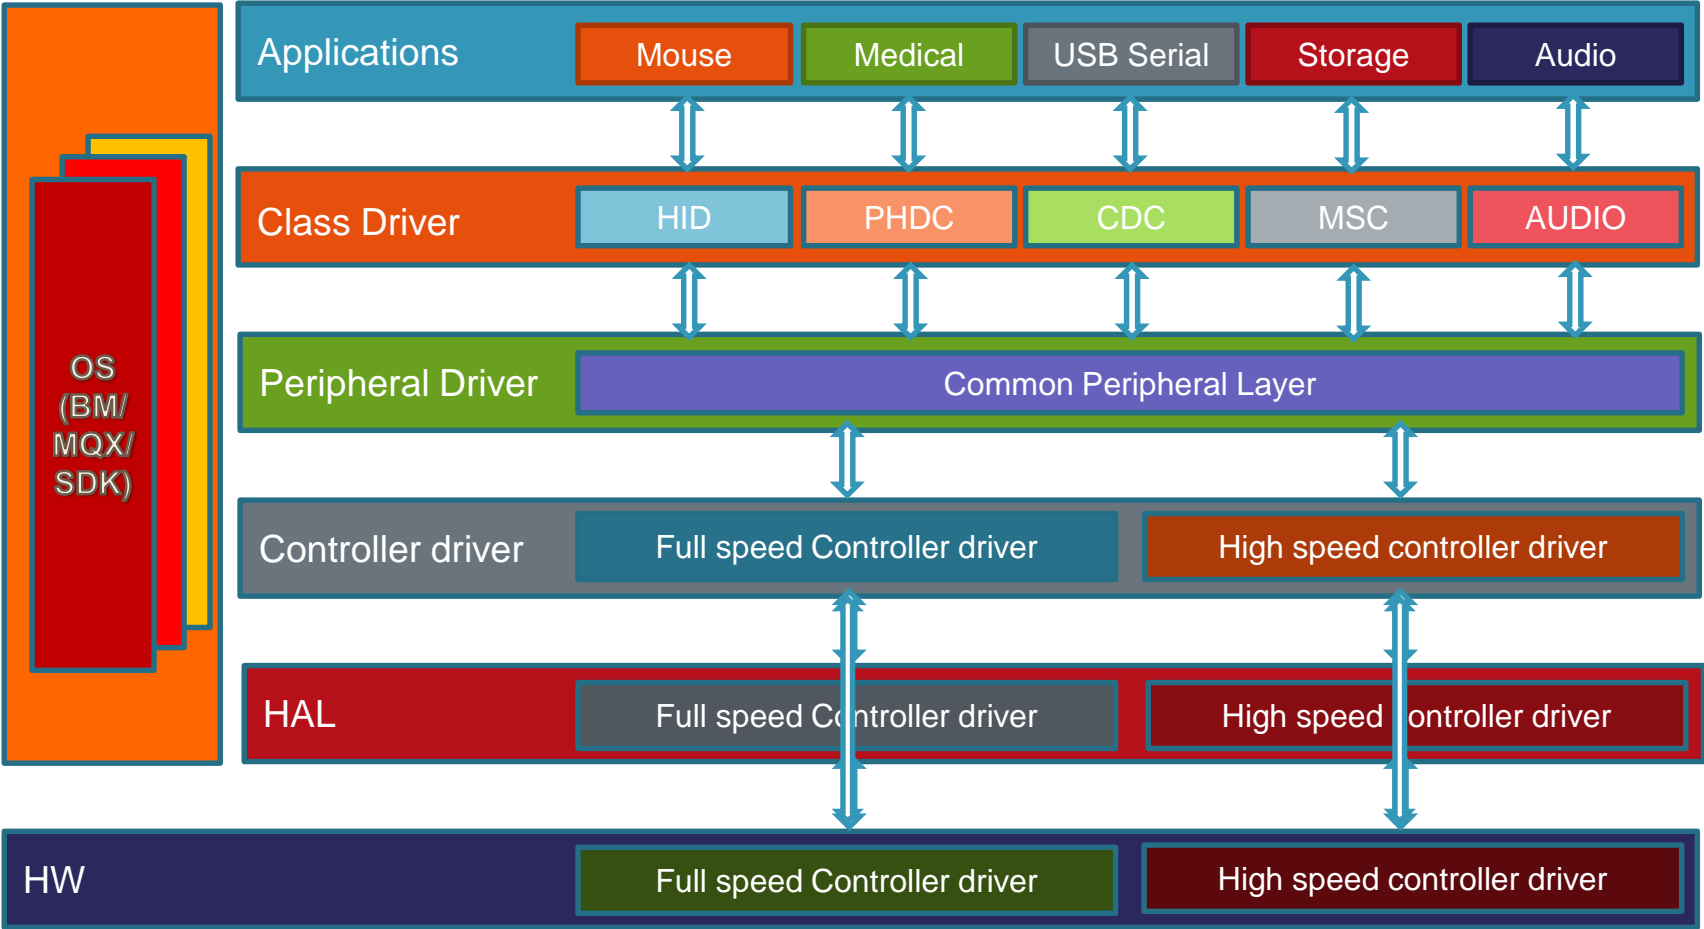 Applications
Mouse
Medical
USB Serial
Storage
Audio
Class Driver
HID
PHDC
CDC
MSC
AUDIO
OS
(BM/
MQX/
SDK)
Peripheral Driver
Common Peripheral Layer
Controller driver
Full speed Controller driver
High speed controller driver
HAL
Full speed Controller driver
High speed controller driver
HW
Full speed Controller driver
High speed controller driver